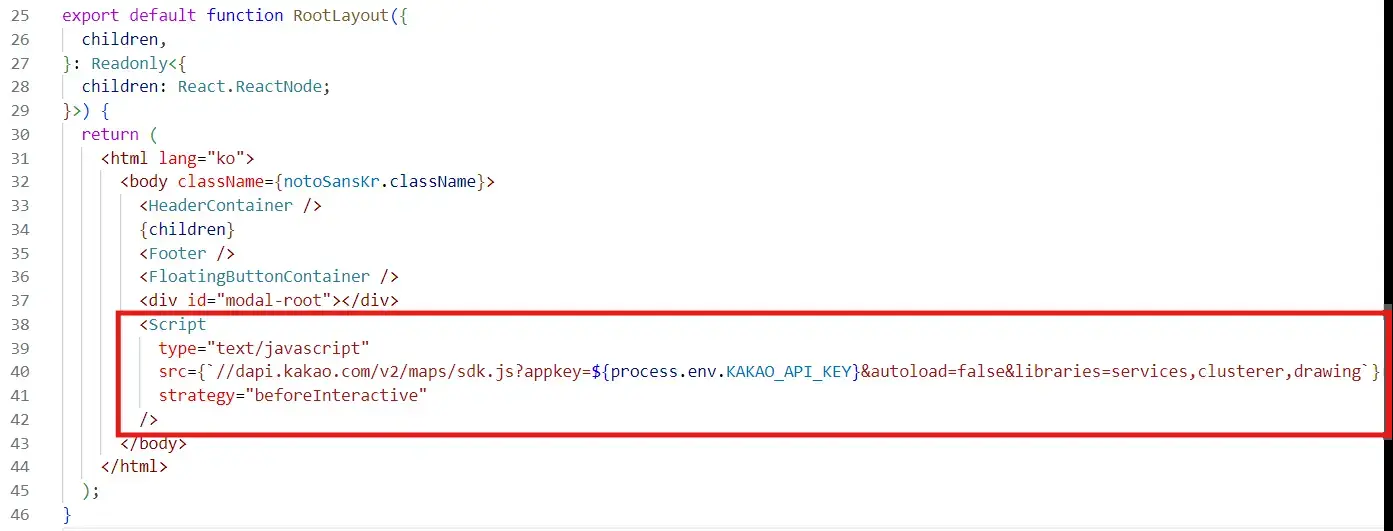 25 export default function RootLayout({
26   children,
27 }: Readonly<{
28   children: React.ReactNode;
29 }>) {
30   return (
31     <html lang="ko">
32       <body className={notoSansKr.className}>
33         <HeaderContainer />
34         {children}
35         <Footer />
36         <FloatingButtonContainer />
37         <div id="modal-root"></div>
38         <Script
39           type="text/javascript"
40           src={`//dapi.kakao.com/v2/maps/sdk.js?appkey=${process.env.KAKAO_API_KEY}&autoload=false&libraries=services,clusterer,drawing`}
41           strategy="beforeInteractive"
42         />
43       </body>
44     </html>
45   );
46 }